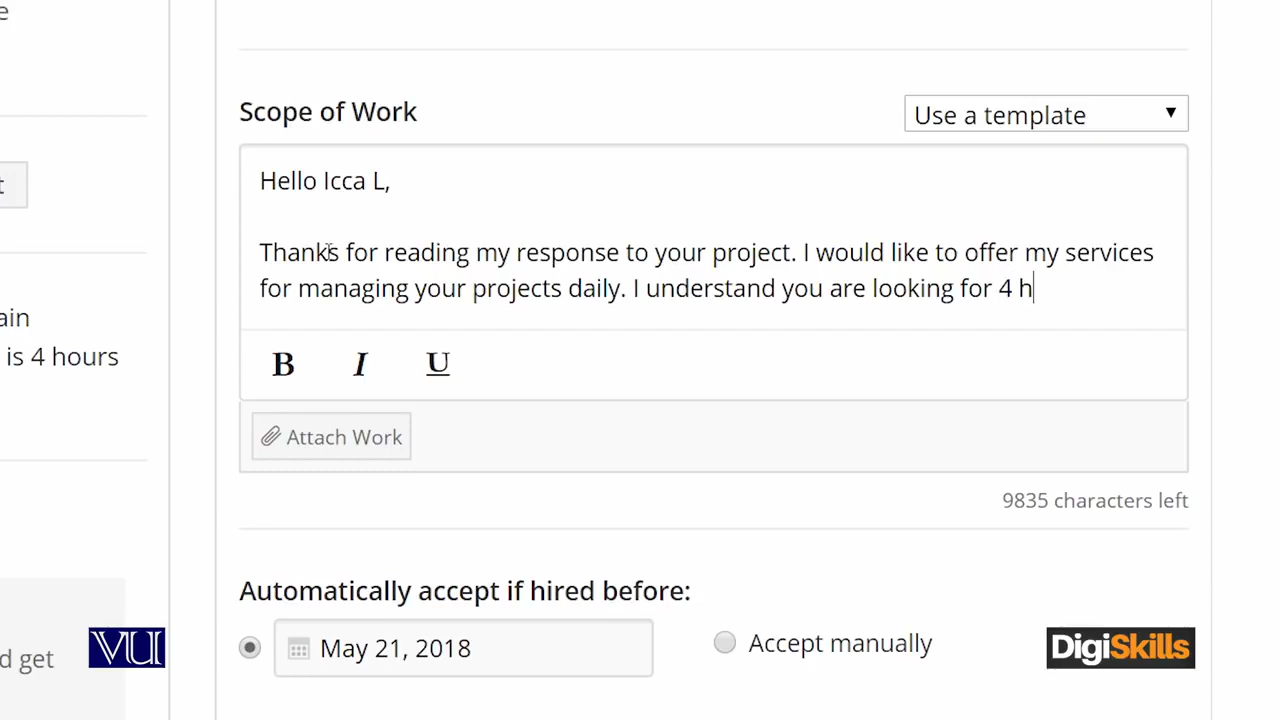 e
Scope of Work
Use a template
t
Hello Icca L,
Thanks for reading my response to your project. I would like to offer my services
for managing your projects daily. I understand you are looking for 4 h
ain
is 4 hours
B I U
Attach Work
9835 characters left
Automatically accept if hired before:
May 21, 2018
Accept manually
d get
VU
DigiSkills